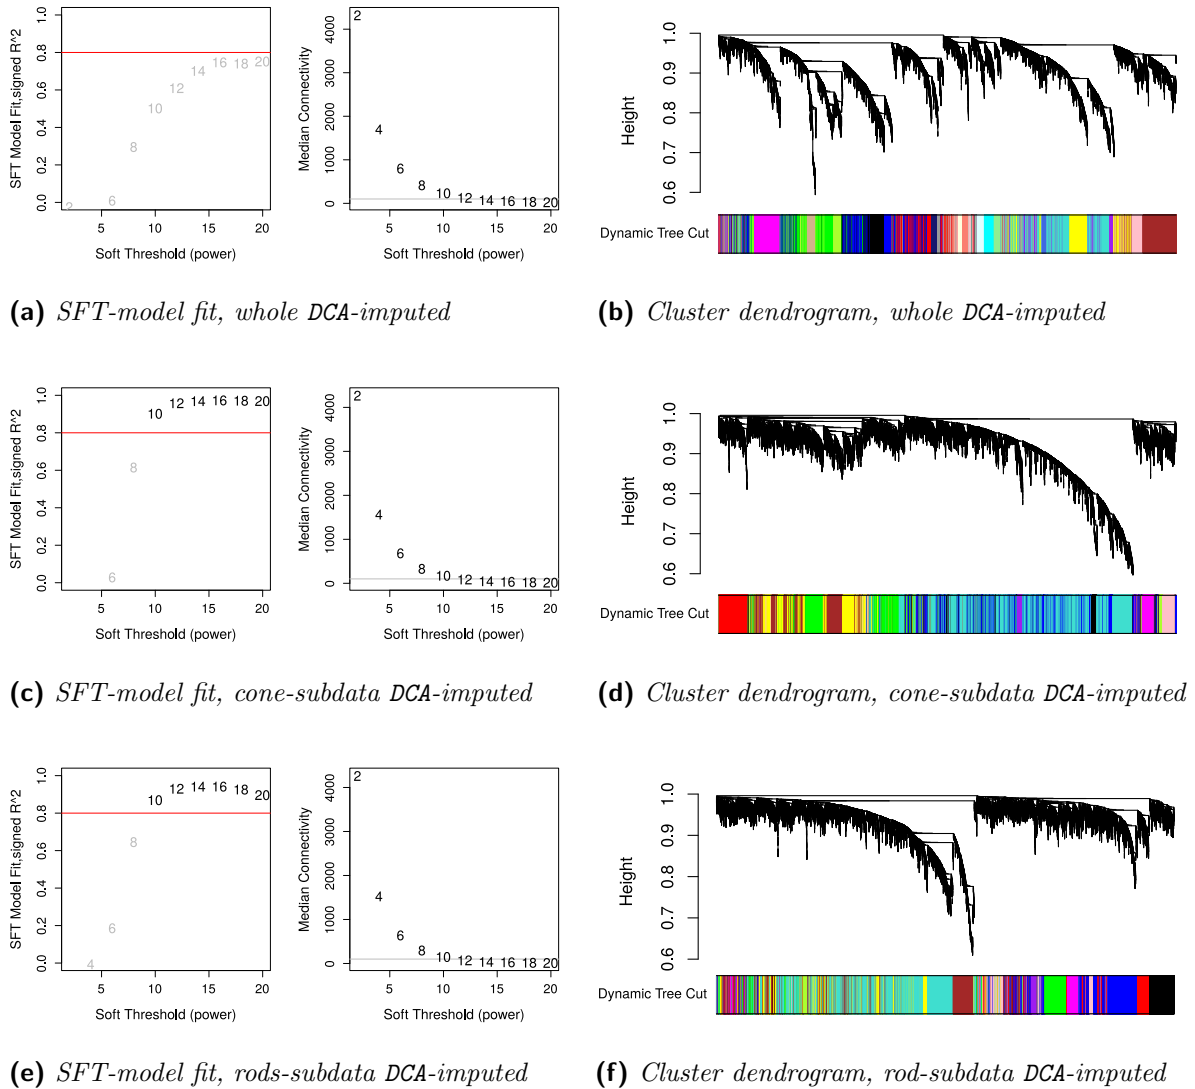 SFT Model Fit,signed R^2
0.0 0.2 0.4 0.6 0.8 1.0
2 6 8 10 12 14 16 18 20
5 10 15 20
Soft Threshold (power)
Median Connectivity
0 1000 2000 3000 4000
2 4 6 8 10 12 14 16 18 20
5 10 15 20
Soft Threshold (power)
Height
0.6 0.7 0.8 0.9 1.0
Dynamic Tree Cut
(a) SFT-model fit, whole DCA-imputed
(b) Cluster dendrogram, whole DCA-imputed
SFT Model Fit,signed R^2
0.0 0.2 0.4 0.6 0.8 1.0
6 8 10 12 14 16 18 20
5 10 15 20
Soft Threshold (power)
Median Connectivity
0 1000 2000 3000 4000
2 4 6 8 10 12 14 16 18 20
5 10 15 20
Soft Threshold (power)
Height
0.6 0.7 0.8 0.9 1.0
Dynamic Tree Cut
(c) SFT-model fit, cone-subdata DCA-imputed
(d) Cluster dendrogram, cone-subdata DCA-imputed
SFT Model Fit,signed R^2
0.0 0.2 0.4 0.6 0.8 1.0
4 6 8 10 12 14 16 18 20
5 10 15 20
Soft Threshold (power)
Median Connectivity
0 1000 2000 3000 4000
2 4 6 8 10 12 14 16 18 20
5 10 15 20
Soft Threshold (power)
Height
0.6 0.7 0.8 0.9 1.0
Dynamic Tree Cut
(e) SFT-model fit, rods-subdata DCA-imputed
(f) Cluster dendrogram, rod-subdata DCA-imputed